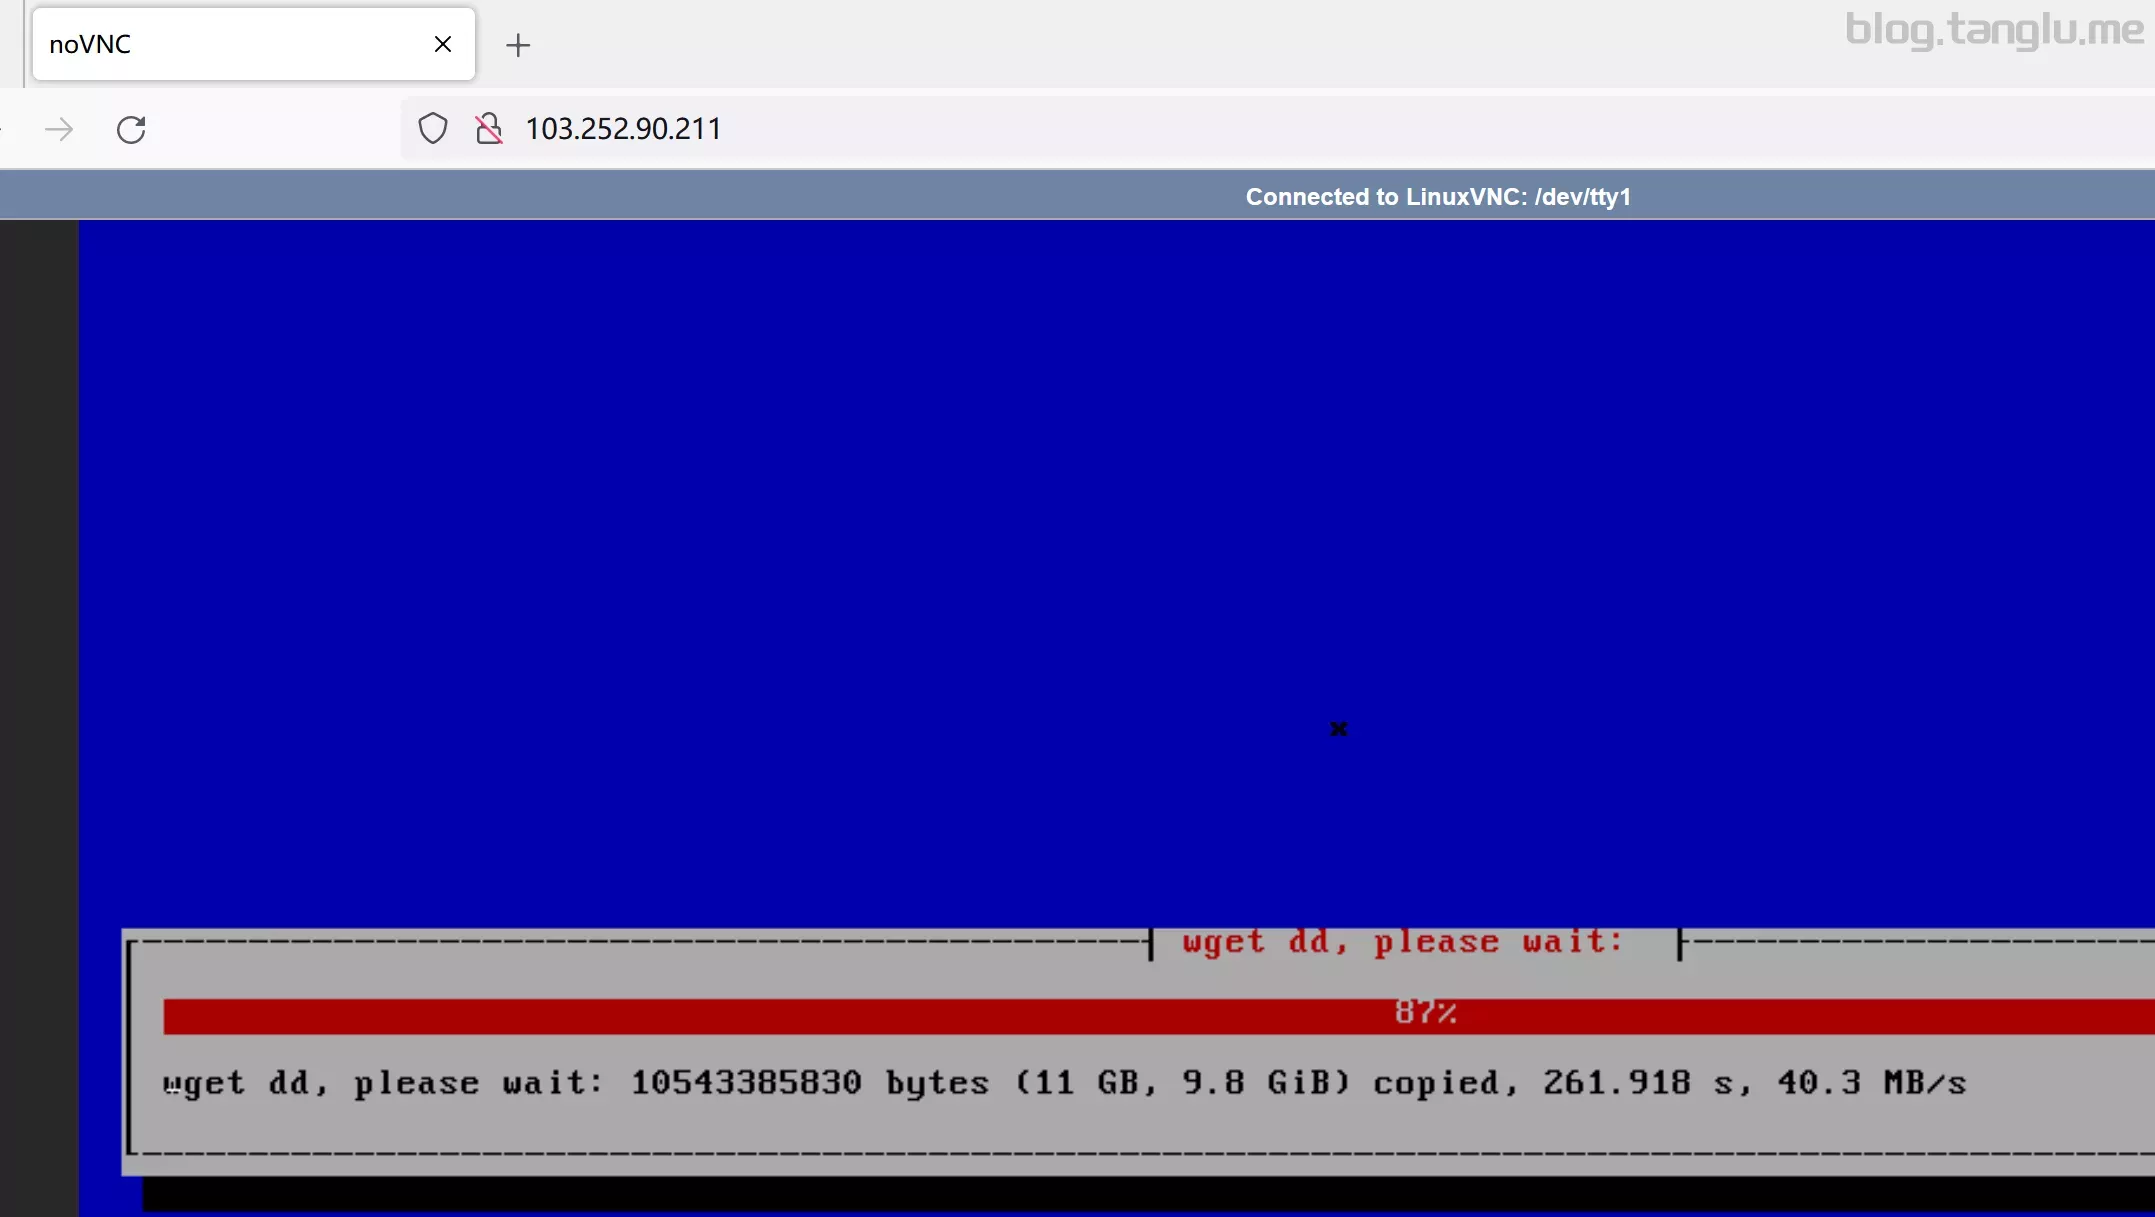 noVNC
blog.tanglu.me
103.252.90.211
Connected to LinuxVNC: /dev/tty1
wget dd, please wait:
87%
wget dd, please wait: 10543385830 bytes (11 GB, 9.8 GiB) copied, 261.918 s, 40.3 MB/s